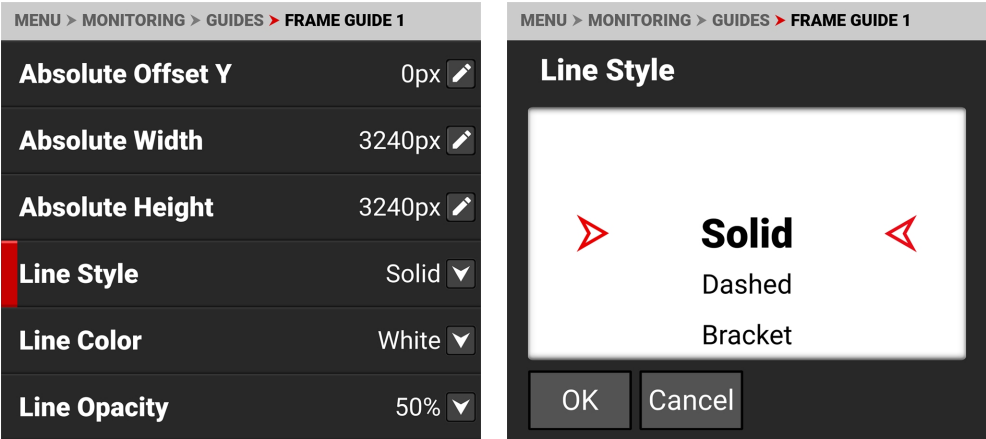 MENU > MONITORING > GUIDES > FRAME GUIDE 1
Absolute Offset Y 0px
Absolute Width 3240px
Absolute Height 3240px
Line Style Solid
Line Color White
Line Opacity 50%
MENU > MONITORING > GUIDES > FRAME GUIDE 1
Line Style
Solid
Dashed
Bracket
OK Cancel